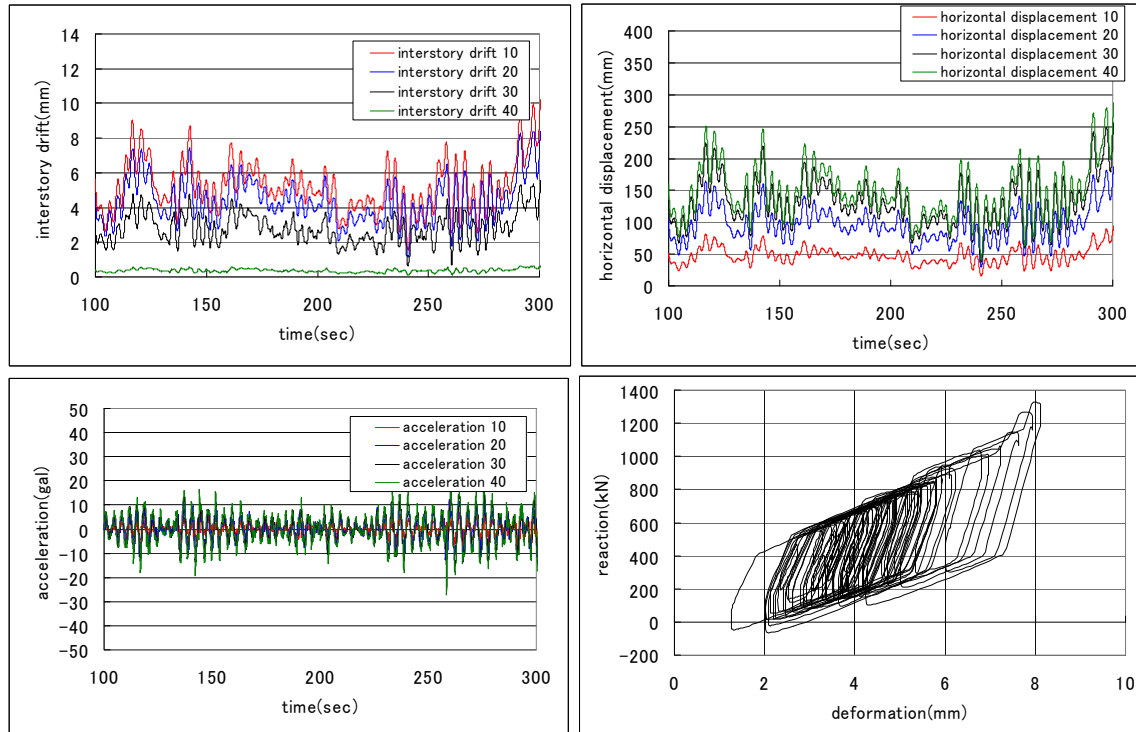 14
12
10
8
6
4
2
0
interstory drift(mm)
interstory drift 10
interstory drift 20
interstory drift 30
interstory drift 40
100 150 200 250 300
time(sec)
400
350
300
250
200
150
100
50
0
horizontal displacement(mm)
horizontal displacement 10
horizontal displacement 20
horizontal displacement 30
horizontal displacement 40
100 150 200 250 300
time(sec)
50
40
30
20
10
0
-10
-20
-30
-40
-50
acceleration(gal)
acceleration 10
acceleration 20
acceleration 30
acceleration 40
100 150 200 250 300
time(sec)
1400
1200
1000
800
600
400
200
0
-200
reaction(kN)
0 2 4 6 8 10
deformation(mm)